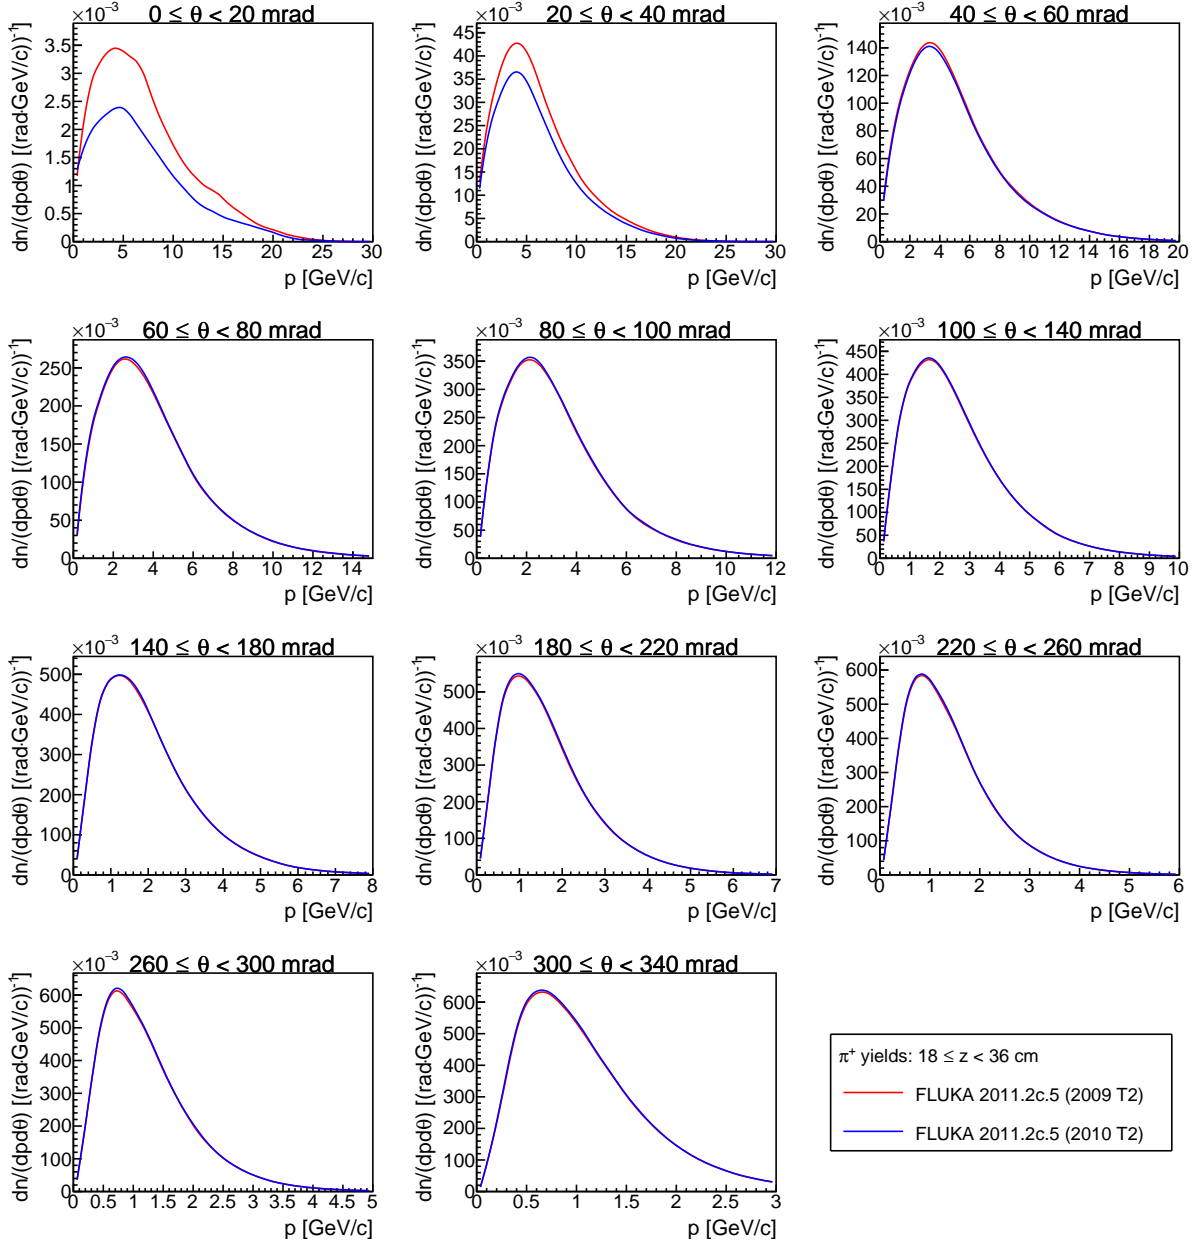 ×10⁻³ 0 ≤ θ < 20 mrad
dn/(dpdθ) [(rad·GeV/c))⁻¹]
3.5
3
2.5
2
1.5
1
0.5
0
0 5 10 15 20 25 30
p [GeV/c]
×10⁻³ 20 ≤ θ < 40 mrad
dn/(dpdθ) [(rad·GeV/c))⁻¹]
45
40
35
30
25
20
15
10
5
0
0 5 10 15 20 25 30
p [GeV/c]
×10⁻³ 40 ≤ θ < 60 mrad
dn/(dpdθ) [(rad·GeV/c))⁻¹]
140
120
100
80
60
40
20
0
0 2 4 6 8 10 12 14 16 18 20
p [GeV/c]
×10⁻³ 60 ≤ θ < 80 mrad
dn/(dpdθ) [(rad·GeV/c))⁻¹]
250
200
150
100
50
0
0 2 4 6 8 10 12 14
p [GeV/c]
×10⁻³ 80 ≤ θ < 100 mrad
dn/(dpdθ) [(rad·GeV/c))⁻¹]
350
300
250
200
150
100
50
0
0 2 4 6 8 10 12
p [GeV/c]
×10⁻³ 100 ≤ θ < 140 mrad
dn/(dpdθ) [(rad·GeV/c))⁻¹]
450
400
350
300
250
200
150
100
50
0
0 1 2 3 4 5 6 7 8 9 10
p [GeV/c]
×10⁻³ 140 ≤ θ < 180 mrad
dn/(dpdθ) [(rad·GeV/c))⁻¹]
500
400
300
200
100
0
0 1 2 3 4 5 6 7 8
p [GeV/c]
×10⁻³ 180 ≤ θ < 220 mrad
dn/(dpdθ) [(rad·GeV/c))⁻¹]
500
400
300
200
100
0
0 1 2 3 4 5 6 7
p [GeV/c]
×10⁻³ 220 ≤ θ < 260 mrad
dn/(dpdθ) [(rad·GeV/c))⁻¹]
600
500
400
300
200
100
0
0 1 2 3 4 5 6
p [GeV/c]
×10⁻³ 260 ≤ θ < 300 mrad
dn/(dpdθ) [(rad·GeV/c))⁻¹]
600
500
400
300
200
100
0
0 0.5 1 1.5 2 2.5 3 3.5 4 4.5 5
p [GeV/c]
×10⁻³ 300 ≤ θ < 340 mrad
dn/(dpdθ) [(rad·GeV/c))⁻¹]
600
500
400
300
200
100
0
0 0.5 1 1.5 2 2.5 3
p [GeV/c]
π⁺ yields: 18 ≤ z < 36 cm
FLUKA 2011.2c.5 (2009 T2)
FLUKA 2011.2c.5 (2010 T2)